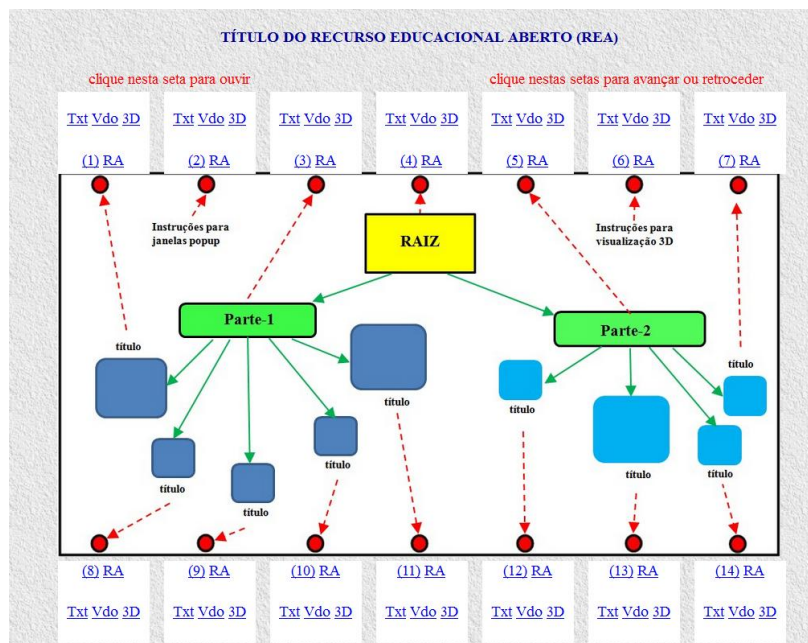 TÍTULO DO RECURSO EDUCACIONAL ABERTO (REA)
clique nesta seta para ouvir
clique nestas setas para avançar ou retroceder
Txt Vdo 3D
Txt Vdo 3D
Txt Vdo 3D
Txt Vdo 3D
Txt Vdo 3D
Txt Vdo 3D
Txt Vdo 3D
(1) RA
(2) RA
(3) RA
(4) RA
(5) RA
(6) RA
(7) RA
Instruções para
janelas popup
RAIZ
Instruções para
visualização 3D
Parte-1
Parte-2
título
título
título
título
título
título
título
título
título
(8) RA
(9) RA
(10) RA
(11) RA
(12) RA
(13) RA
(14) RA
Txt Vdo 3D
Txt Vdo 3D
Txt Vdo 3D
Txt Vdo 3D
Txt Vdo 3D
Txt Vdo 3D
Txt Vdo 3D